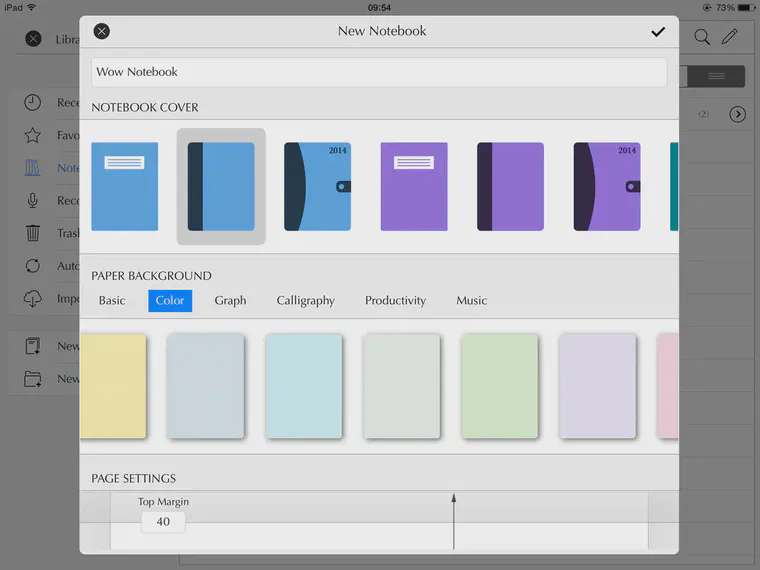 iPad 09:54 73%
New Notebook
Wow Notebook
NOTEBOOK COVER
2014 2014
PAPER BACKGROUND
Basic Color Graph Calligraphy Productivity Music
PAGE SETTINGS
Top Margin
40
Libra
Rece
Favo
Note
Reco
Tras
Auto
Impo
New
New
(2)